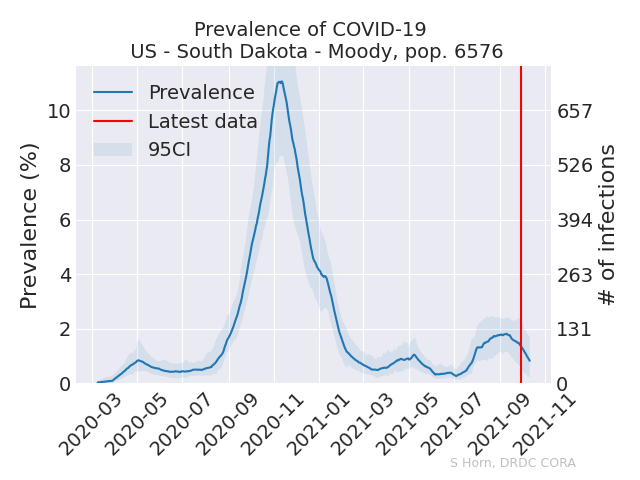 Prevalence of COVID-19
US - South Dakota - Moody, pop. 6576
Prevalence
Latest data
95CI
Prevalence (%)
10
8
6
4
2
0
657
526
394
263
131
0
# of infections
2020-03
2020-05
2020-07
2020-09
2020-11
2021-01
2021-03
2021-05
2021-07
2021-09
2021-11
S Horn, DRDC CORA